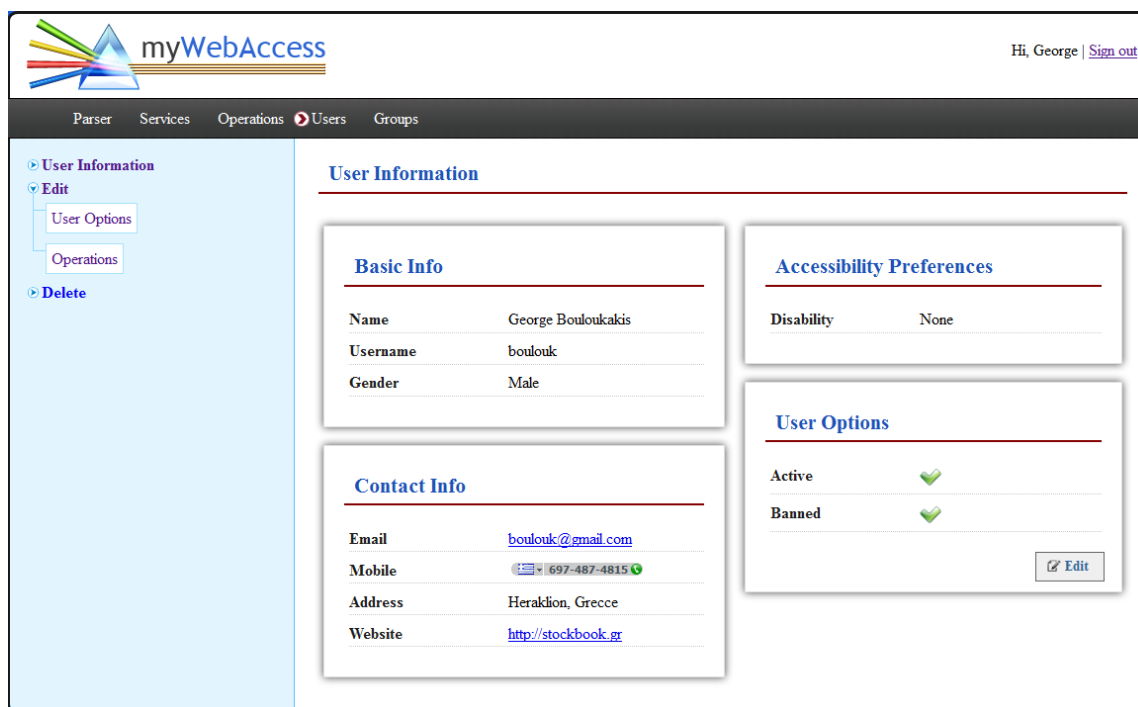 myWebAccess
Hi, George | Sign out
Parser Services Operations Users Groups
User Information
Edit
User Options
Operations
Delete
User Information
Basic Info
Name George Bouloukakis
Username boulouk
Gender Male
Contact Info
Email boulouk@gmail.com
Mobile 697-487-4815
Address Heraklion, Grecce
Website http://stockbook.gr
Accessibility Preferences
Disability None
User Options
Active
Banned
Edit